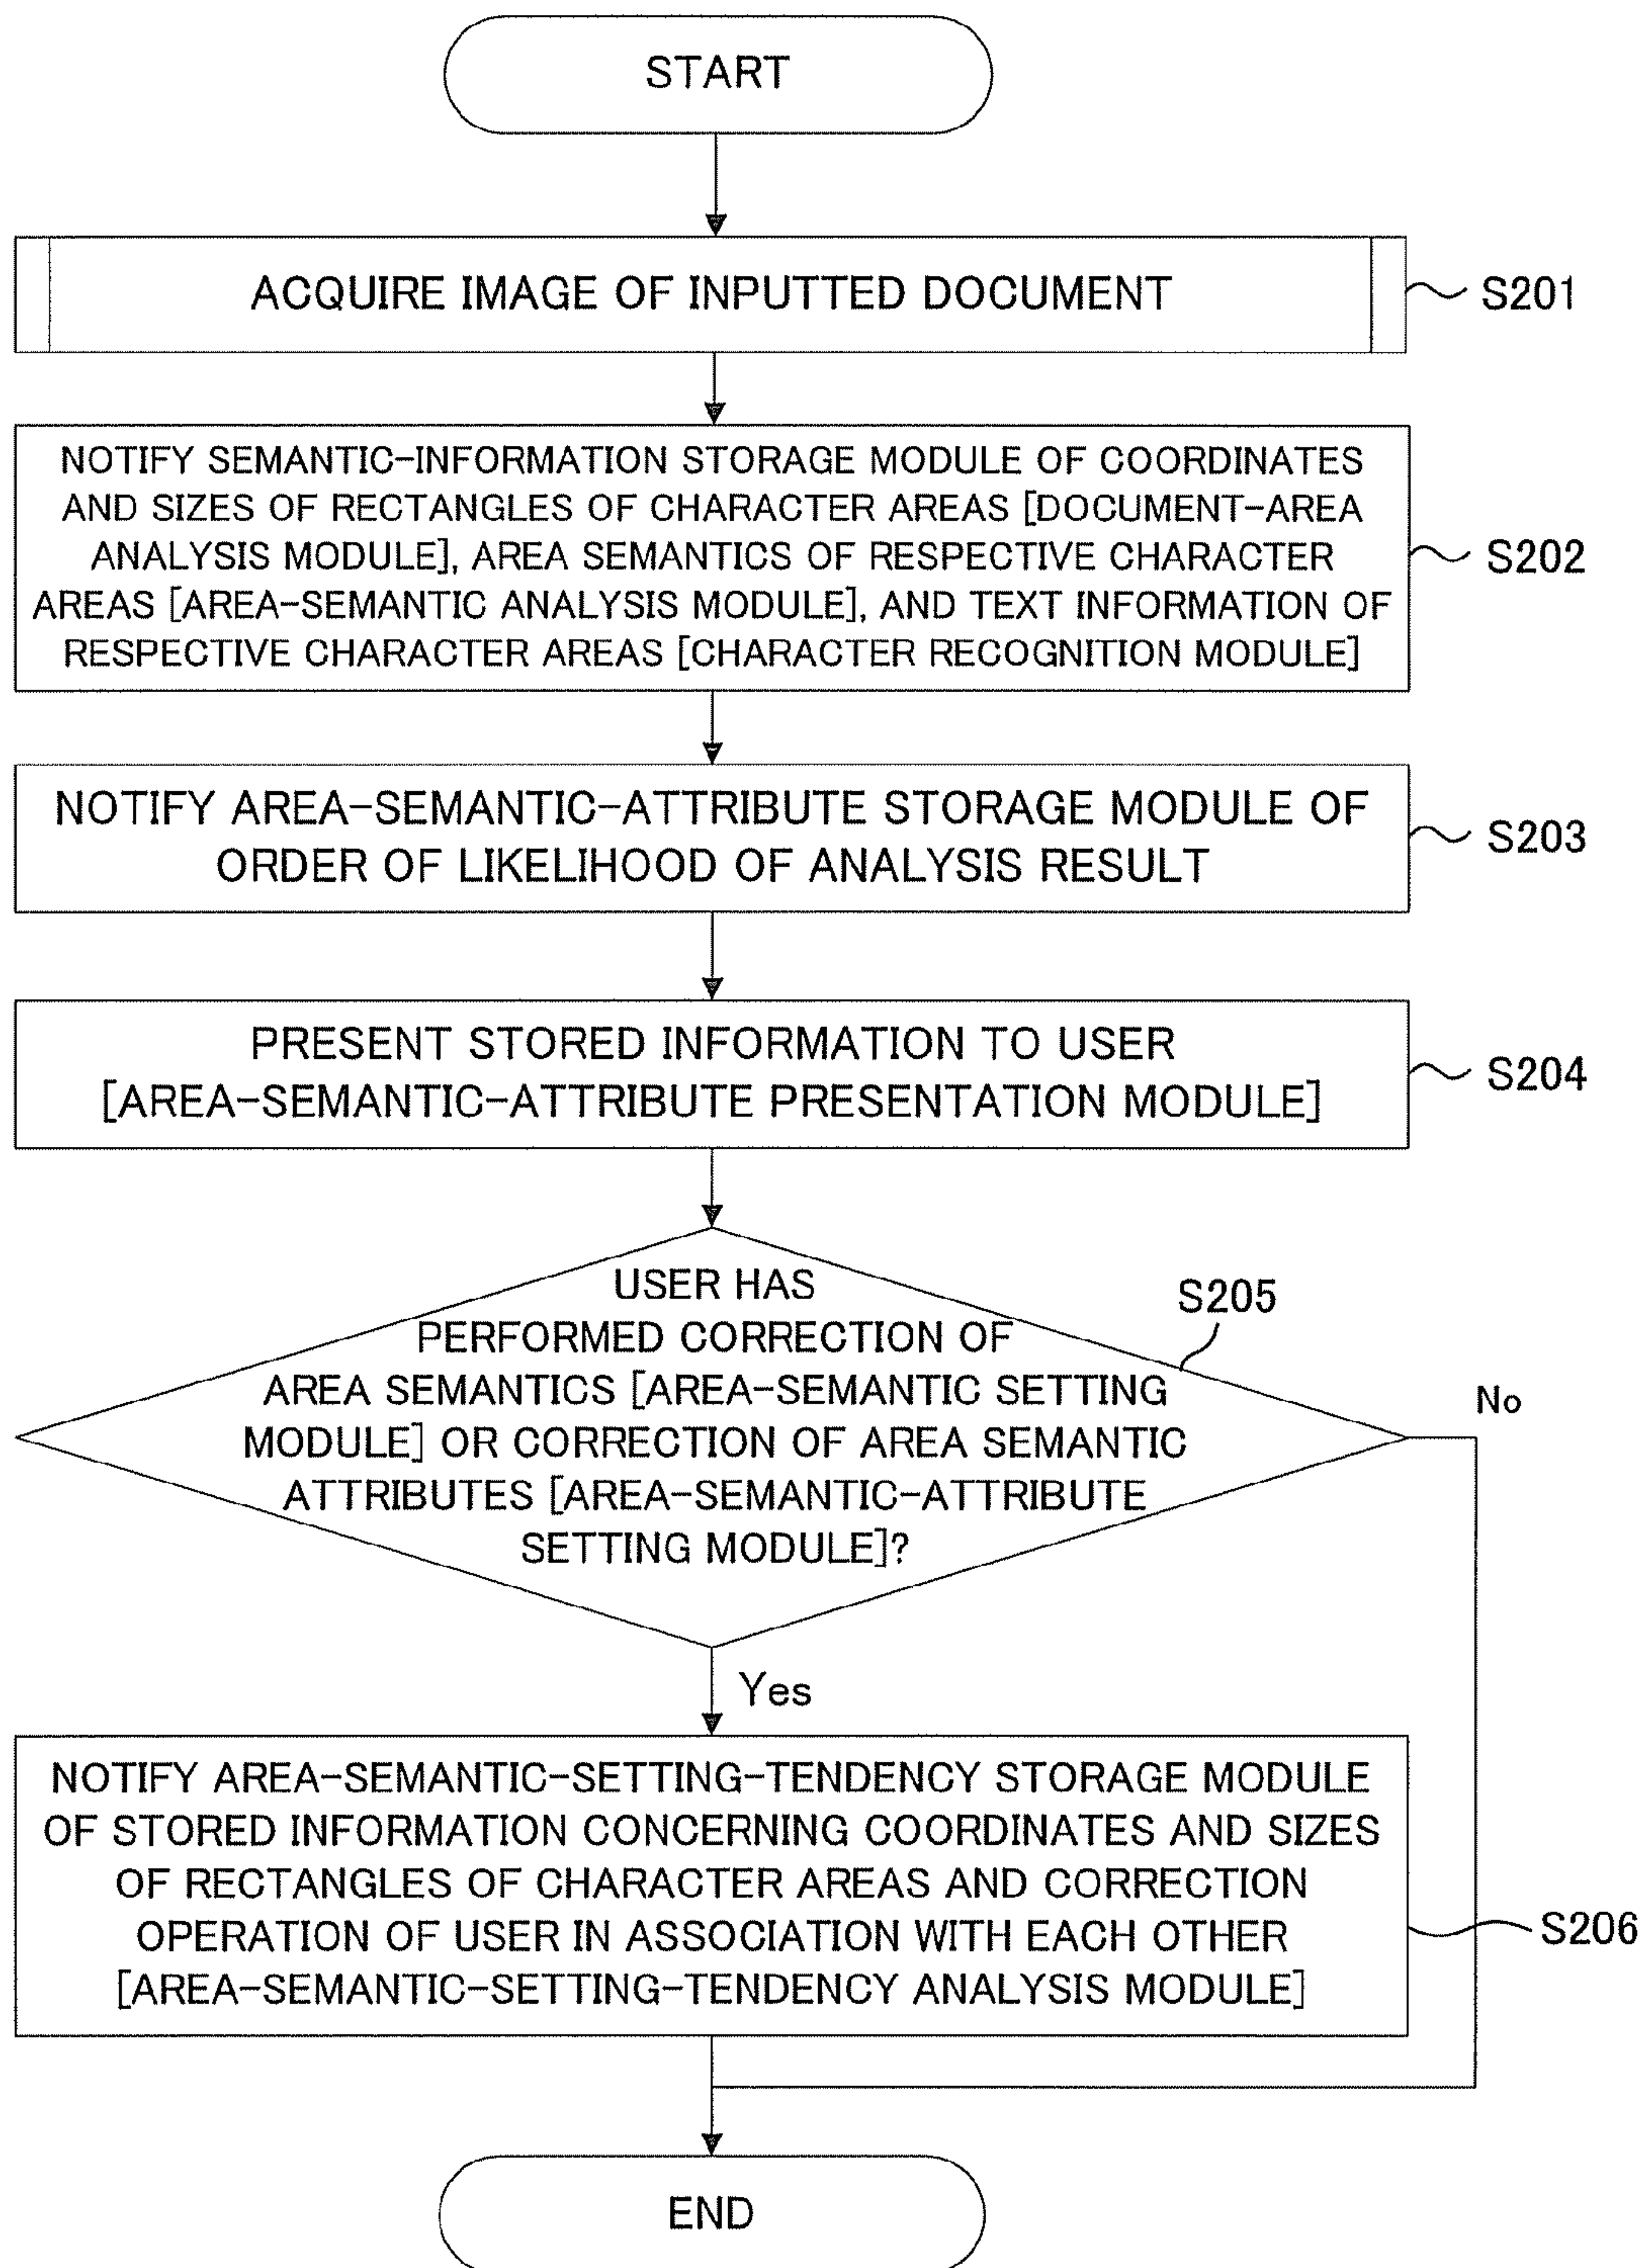 START
ACQUIRE IMAGE OF INPUTTED DOCUMENT
S201
NOTIFY SEMANTIC-INFORMATION STORAGE MODULE OF COORDINATES
AND SIZES OF RECTANGLES OF CHARACTER AREAS [DOCUMENT-AREA
ANALYSIS MODULE], AREA SEMANTICS OF RESPECTIVE CHARACTER
AREAS [AREA-SEMANTIC ANALYSIS MODULE], AND TEXT INFORMATION OF
RESPECTIVE CHARACTER AREAS [CHARACTER RECOGNITION MODULE]
S202
NOTIFY AREA-SEMANTIC-ATTRIBUTE STORAGE MODULE OF
ORDER OF LIKELIHOOD OF ANALYSIS RESULT
S203
PRESENT STORED INFORMATION TO USER
[AREA-SEMANTIC-ATTRIBUTE PRESENTATION MODULE]
S204
USER HAS
PERFORMED CORRECTION OF
AREA SEMANTICS [AREA-SEMANTIC SETTING
MODULE] OR CORRECTION OF AREA SEMANTIC
ATTRIBUTES [AREA-SEMANTIC-ATTRIBUTE
SETTING MODULE]?
S205
No
Yes
NOTIFY AREA-SEMANTIC-SETTING-TENDENCY STORAGE MODULE
OF STORED INFORMATION CONCERNING COORDINATES AND SIZES
OF RECTANGLES OF CHARACTER AREAS AND CORRECTION
OPERATION OF USER IN ASSOCIATION WITH EACH OTHER
[AREA-SEMANTIC-SETTING-TENDENCY ANALYSIS MODULE]
S206
END